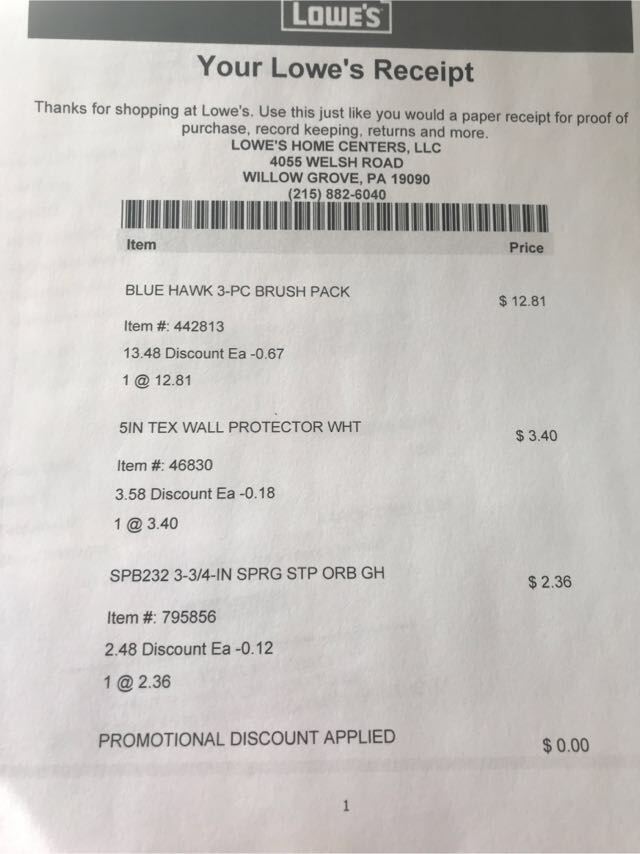 LOWE'S
Your Lowe's Receipt
Thanks for shopping at Lowe's. Use this just like you would a paper receipt for proof of
purchase, record keeping, returns and more.
LOWE'S HOME CENTERS, LLC
4055 WELSH ROAD
WILLOW GROVE, PA 19090
(215) 882-6040
Item Price
BLUE HAWK 3-PC BRUSH PACK $ 12.81
Item #: 442813
13.48 Discount Ea -0.67
1 @ 12.81
5IN TEX WALL PROTECTOR WHT $ 3.40
Item #: 46830
3.58 Discount Ea -0.18
1 @ 3.40
SPB232 3-3/4-IN SPRG STP ORB GH $ 2.36
Item #: 795856
2.48 Discount Ea -0.12
1 @ 2.36
PROMOTIONAL DISCOUNT APPLIED $ 0.00
1